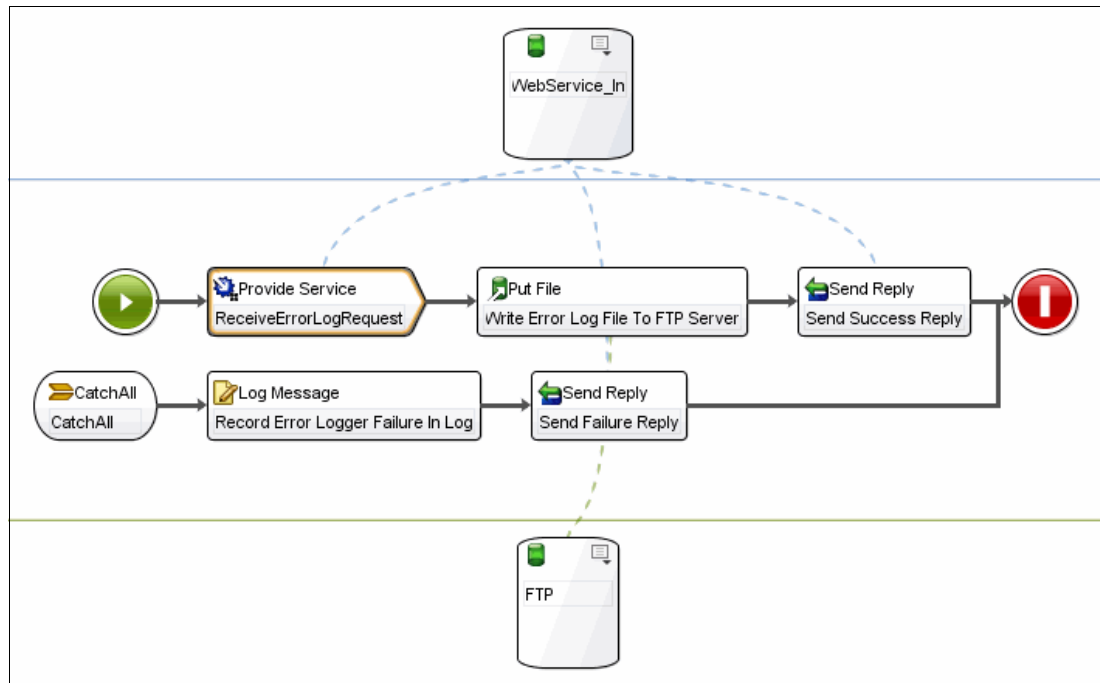 WebService_In
Provide Service
ReceiveErrorLogRequest
Put File
Write Error Log File To FTP Server
Send Reply
Send Success Reply
CatchAll
CatchAll
Log Message
Record Error Logger Failure In Log
Send Reply
Send Failure Reply
FTP